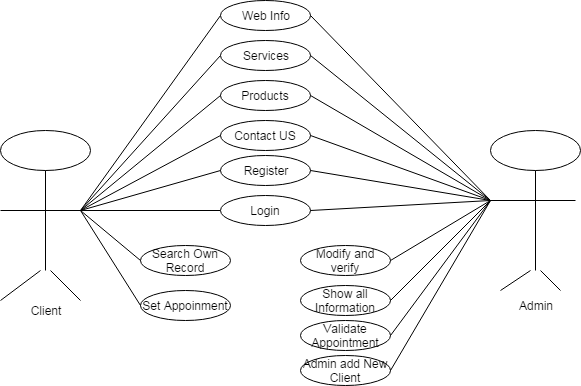 Web Info
Services
Products
Contact US
Register
Login
Search Own
Record
Set Appoinment
Modify and
verify
Show all
Information
Validate
Appointment
Admin add New
Client
Client
Admin